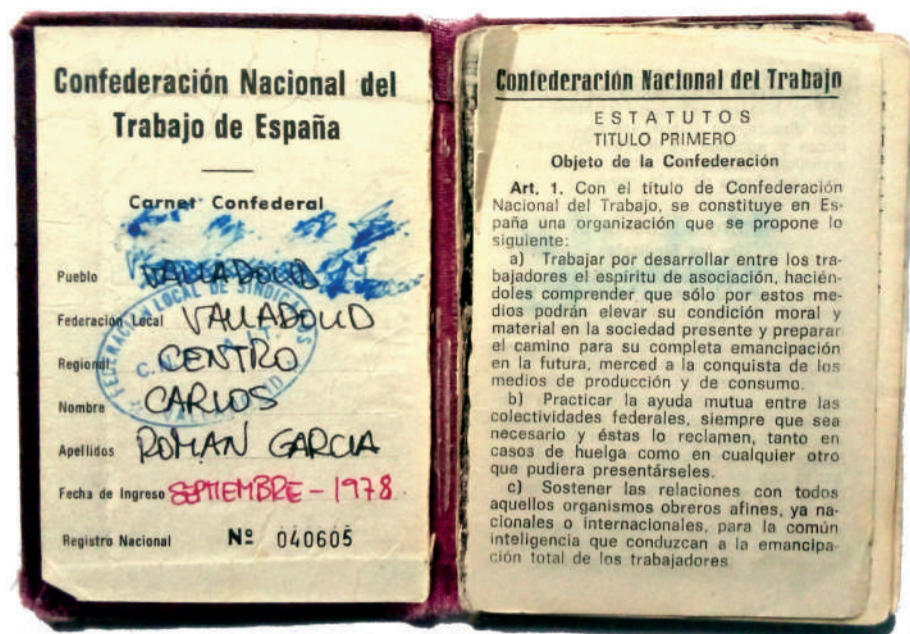 Confederación Nacional del
Trabajo de España
Carnet Confederal
Pueblo VALLADOLID
Federación Local VALLADOLID
Regional CENTRO
Nombre CARLOS
Apellidos ROMAN GARCIA
Fecha de Ingreso SEPTIEMBRE - 1978
Registro Nacional Nº 040605
FEDERACIÓN LOCAL DE SINDICATOS
Confederación Nacional del Trabajo
ESTATUTOS
TITULO PRIMERO
Objeto de la Confederación
Art. 1. Con el título de Confederación
Nacional del Trabajo, se constituye en Es-
paña una organización que se propone lo
siguiente:
a) Trabajar por desarrollar entre los tra-
bajadores el espíritu de asociación, hacién-
doles comprender que sólo por estos me-
dios podrán elevar su condición moral y
material en la sociedad presente y preparar
el camino para su completa emancipación
en la futura, merced a la conquista de los
medios de producción y de consumo.
b) Practicar la ayuda mutua entre las
colectividades federales, siempre que sea
necesario y éstas lo reclamen, tanto en
casos de huelga como en cualquier otro
que pudiera presentárseles.
c) Sostener las relaciones con todos
aquellos organismos obreros afines, ya na-
cionales o internacionales, para la común
inteligencia que conduzcan a la emancipa-
ción total de los trabajadores